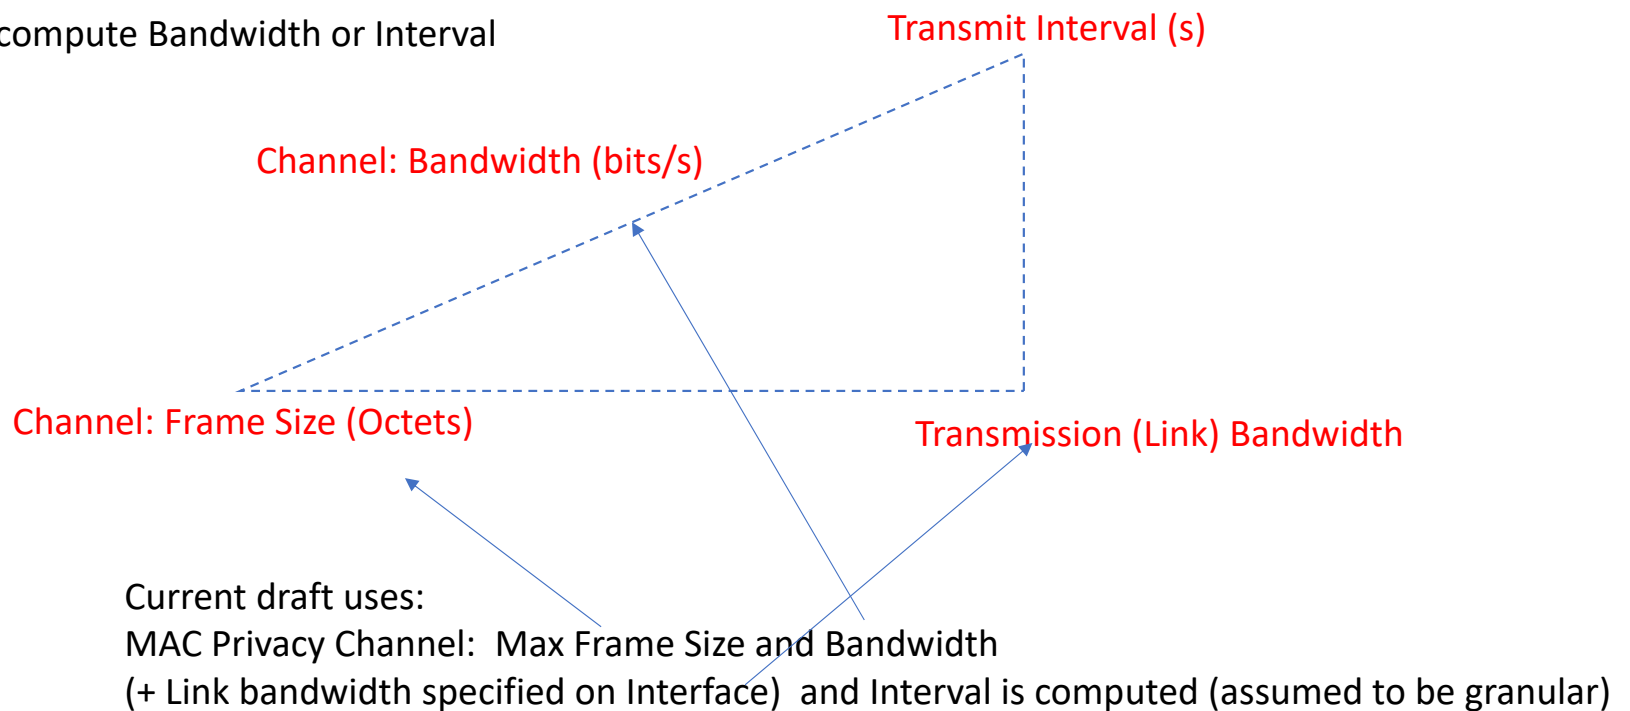 compute Bandwidth or Interval
Transmit Interval (s)
Channel: Bandwidth (bits/s)
Channel: Frame Size (Octets)
Transmission (Link) Bandwidth
Current draft uses:
MAC Privacy Channel: Max Frame Size and Bandwidth
(+ Link bandwidth specified on Interface) and Interval is computed (assumed to be granular)